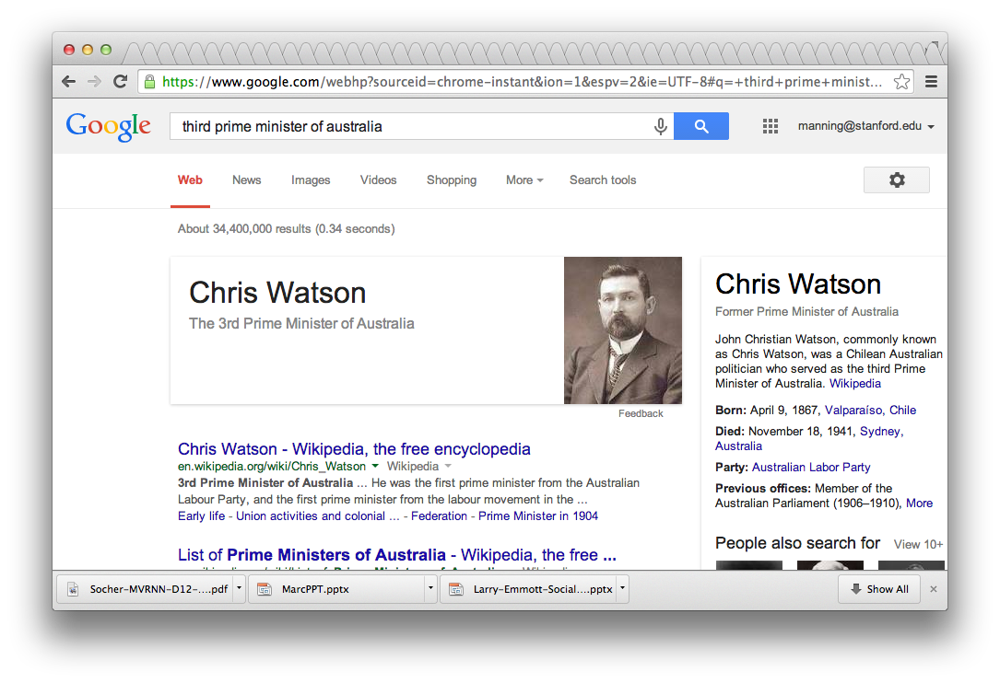 https://www.google.com/webhp?sourceid=chrome-instant&ion=1&espv=2&ie=UTF-8#q=+third+prime+minist...
Google
third prime minister of australia
manning@stanford.edu
Web News Images Videos Shopping More Search tools
About 34,400,000 results (0.34 seconds)
Chris Watson
The 3rd Prime Minister of Australia
Feedback
Chris Watson - Wikipedia, the free encyclopedia
en.wikipedia.org/wiki/Chris_Watson Wikipedia
3rd Prime Minister of Australia ... He was the first prime minister from the Australian
Labour Party, and the first prime minister from the labour movement in the ...
Early life - Union activities and colonial ... - Federation - Prime Minister in 1904
List of Prime Ministers of Australia - Wikipedia, the free ...
Chris Watson
Former Prime Minister of Australia
John Christian Watson, commonly known
as Chris Watson, was a Chilean Australian
politician who served as the third Prime
Minister of Australia. Wikipedia
Born: April 9, 1867, Valparaíso, Chile
Died: November 18, 1941, Sydney,
Australia
Party: Australian Labor Party
Previous offices: Member of the
Australian Parliament (1906–1910), More
People also search for View 10+
Socher-MVRNN-D12-....pdf MarcPPT.pptx Larry-Emmott-Social....pptx Show All